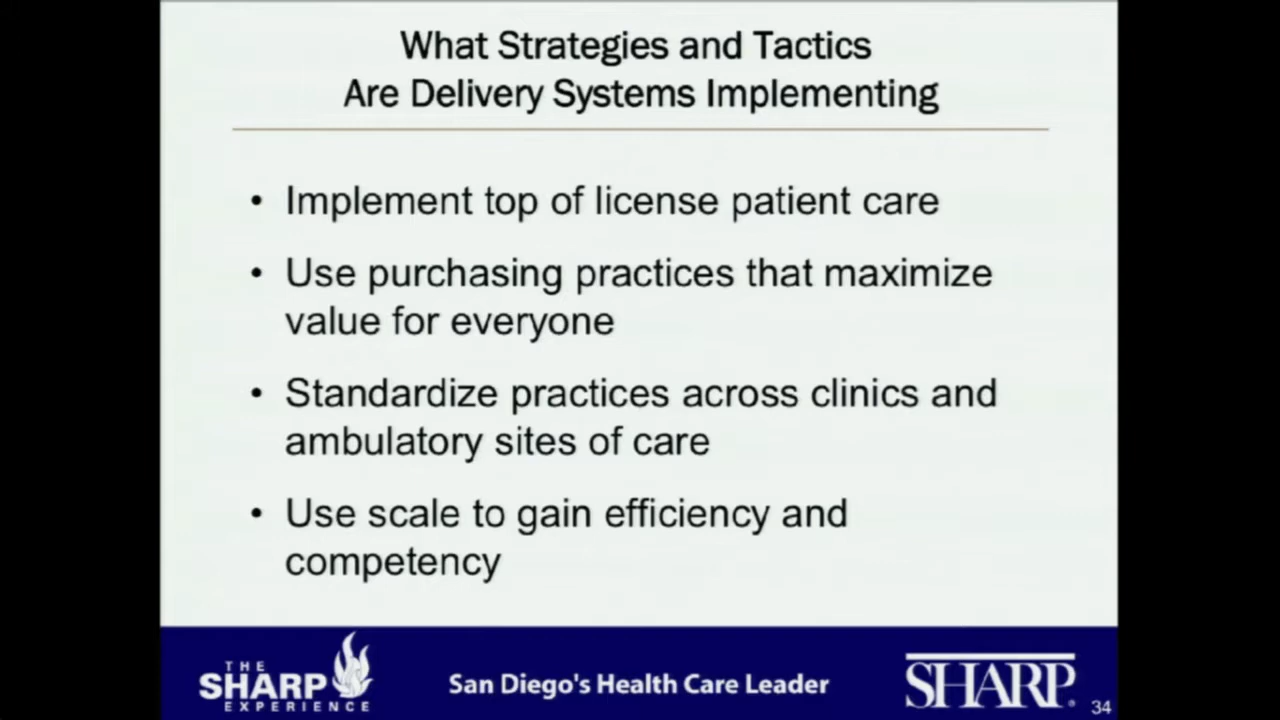 What Strategies and Tactics
Are Delivery Systems Implementing
• Implement top of license patient care
• Use purchasing practices that maximize
value for everyone
• Standardize practices across clinics and
ambulatory sites of care
• Use scale to gain efficiency and
competency
THE
SHARP
EXPERIENCE
San Diego's Health Care Leader
SHARP®
34